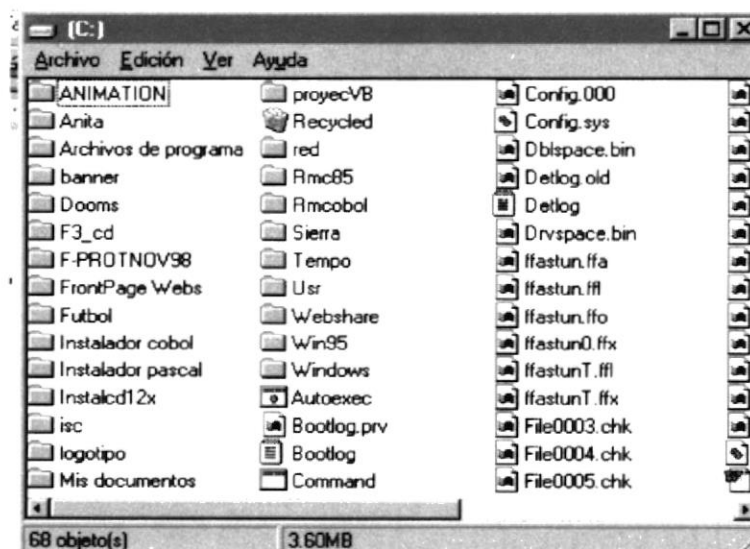 (C:)
Archivo Edición Ver Ayuda
ANIMATION
Anita
Archivos de programa
banner
Dooms
F3_cd
F-PROTNOV98
FrontPage Webs
Futbol
Instalador cobol
Instalador pascal
Instalcd12x
isc
logotipo
Mis documentos
proyecVB
Recycled
red
Rmc85
Rmcobol
Sierra
Tempo
Usr
Webshare
Win95
Windows
Autoexec
Bootlog.prv
Bootlog
Command
Config.000
Config.sys
Dblspace.bin
Detlog.old
Detlog
Drvspace.bin
ffastun.ffa
ffastun.ffl
ffastun.ffo
ffastun0.ffx
ffastunT.ffl
ffastunT.ffx
File0003.chk
File0004.chk
File0005.chk
68 objeto(s) 3.60MB